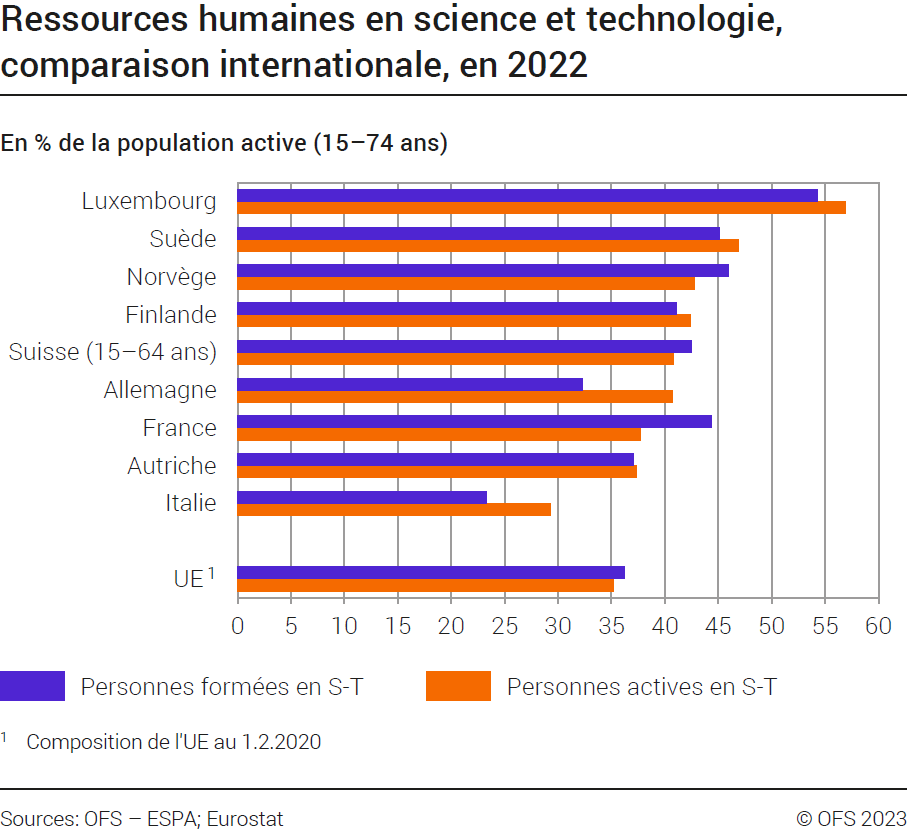 Ressources humaines en science et technologie,
comparaison internationale, en 2022
En % de la population active (15–74 ans)
Luxembourg
Suède
Norvège
Finlande
Suisse (15–64 ans)
Allemagne
France
Autriche
Italie
UE ¹
0 5 10 15 20 25 30 35 40 45 50 55 60
Personnes formées en S-T Personnes actives en S-T
¹ Composition de l'UE au 1.2.2020
Sources: OFS – ESPA; Eurostat © OFS 2023